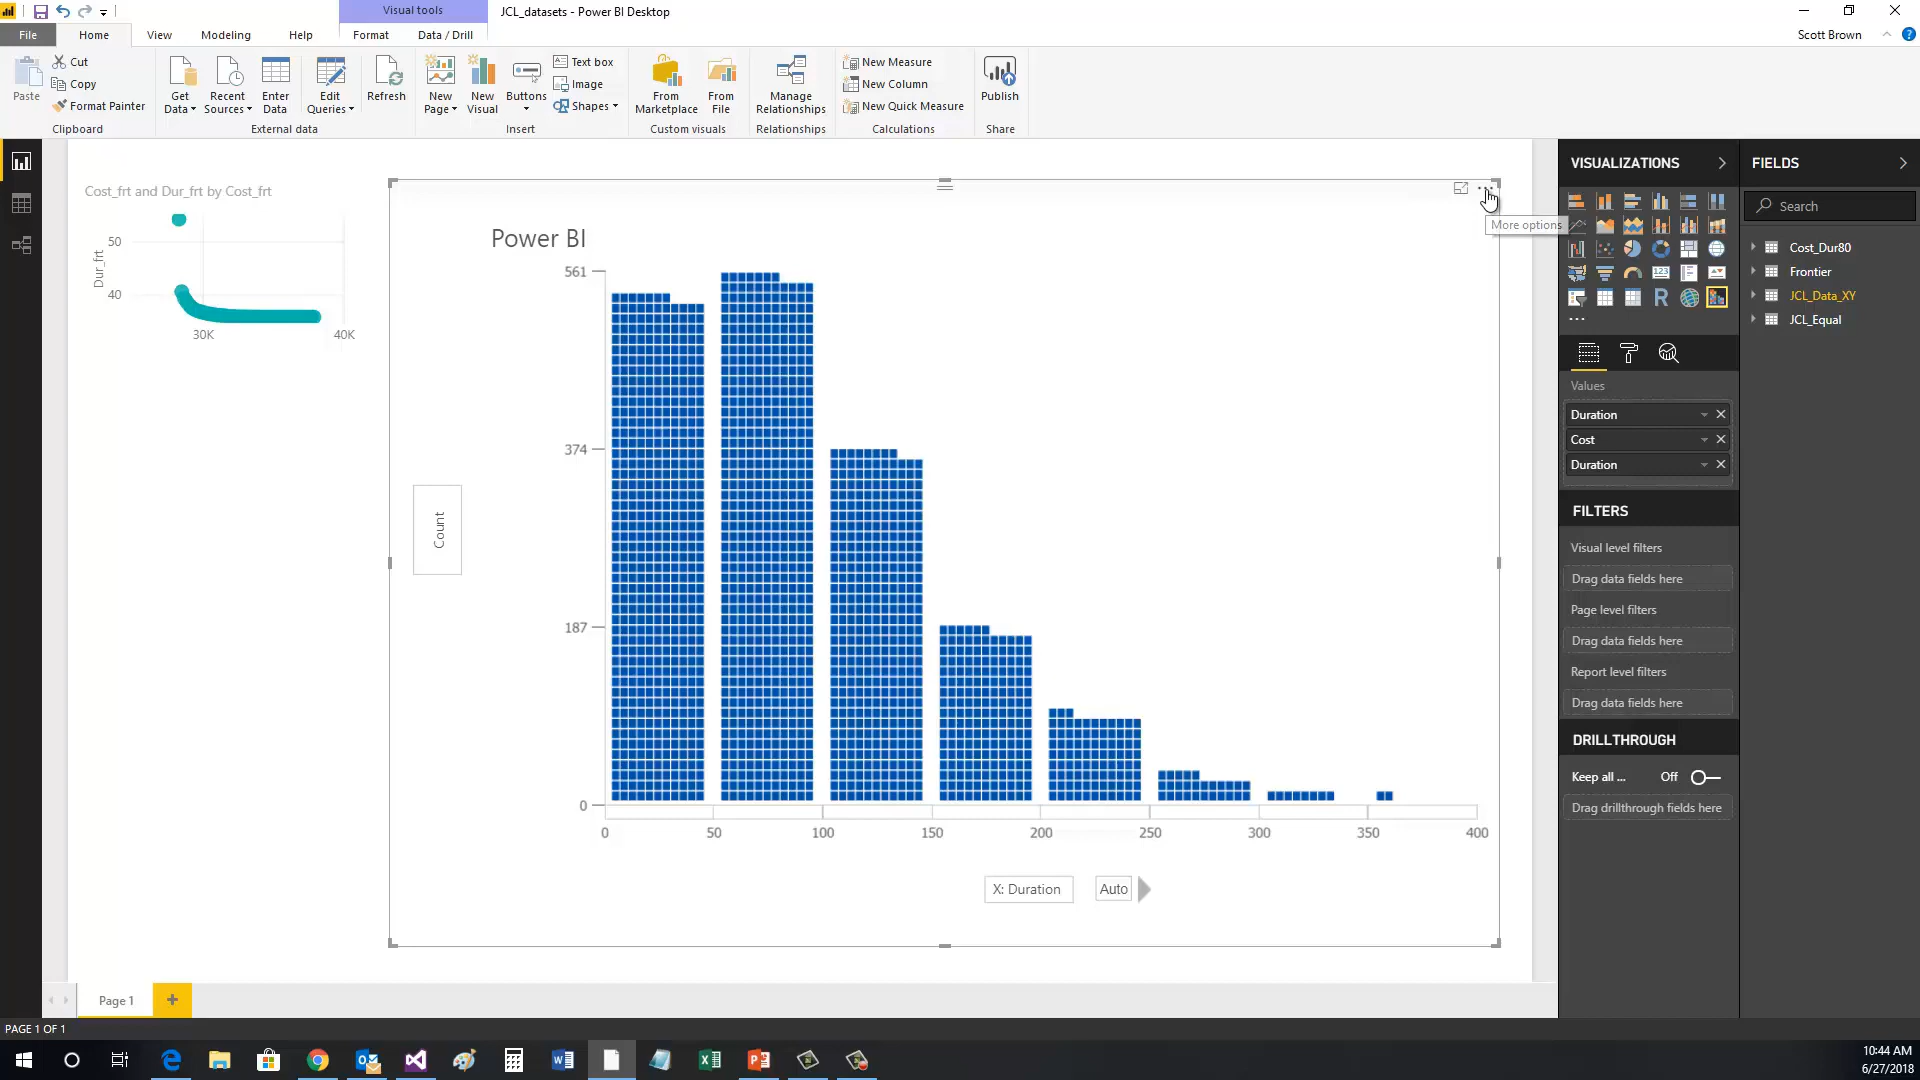 Visual tools
JCL_datasets - Power BI Desktop
File
Home
View
Modeling
Help
Format
Data / Drill
Scott Brown
Paste
Cut
Copy
Format Painter
Clipboard
Get Data
Recent Sources
Enter Data
Edit Queries
Refresh
External data
New Page
New Visual
Buttons
Text box
Image
Shapes
Insert
From Marketplace
From File
Custom visuals
Manage Relationships
Relationships
New Measure
New Column
New Quick Measure
Calculations
Publish
Share
Cost_frt and Dur_frt by Cost_frt
Dur_frt
50
40
30K
40K
More options
Power BI
561
374
187
0
Count
0
50
100
150
200
250
300
350
400
X: Duration
Auto
VISUALIZATIONS
R
123
Values
Duration
Cost
Duration
FILTERS
Visual level filters
Drag data fields here
Page level filters
Drag data fields here
Report level filters
Drag data fields here
DRILLTHROUGH
Keep all ...
Off
Drag drillthrough fields here
FIELDS
Search
Cost_Dur80
Frontier
JCL_Data_XY
JCL_Equal
Page 1
PAGE 1 OF 1
10:44 AM
6/27/2018